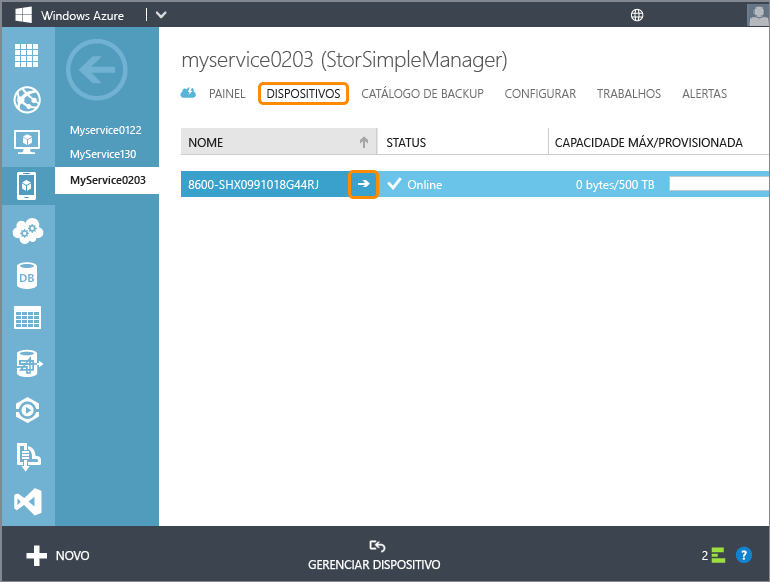 Windows Azure
Myservice0122
MyService130
MyService0203
myservice0203 (StorSimpleManager)
PAINEL DISPOSITIVOS CATÁLOGO DE BACKUP CONFIGURAR TRABALHOS ALERTAS
NOME STATUS CAPACIDADE MÁX/PROVISIONADA
8600-SHX0991018G44RJ Online 0 bytes/500 TB
DB
NOVO
GERENCIAR DISPOSITIVO
2 ?